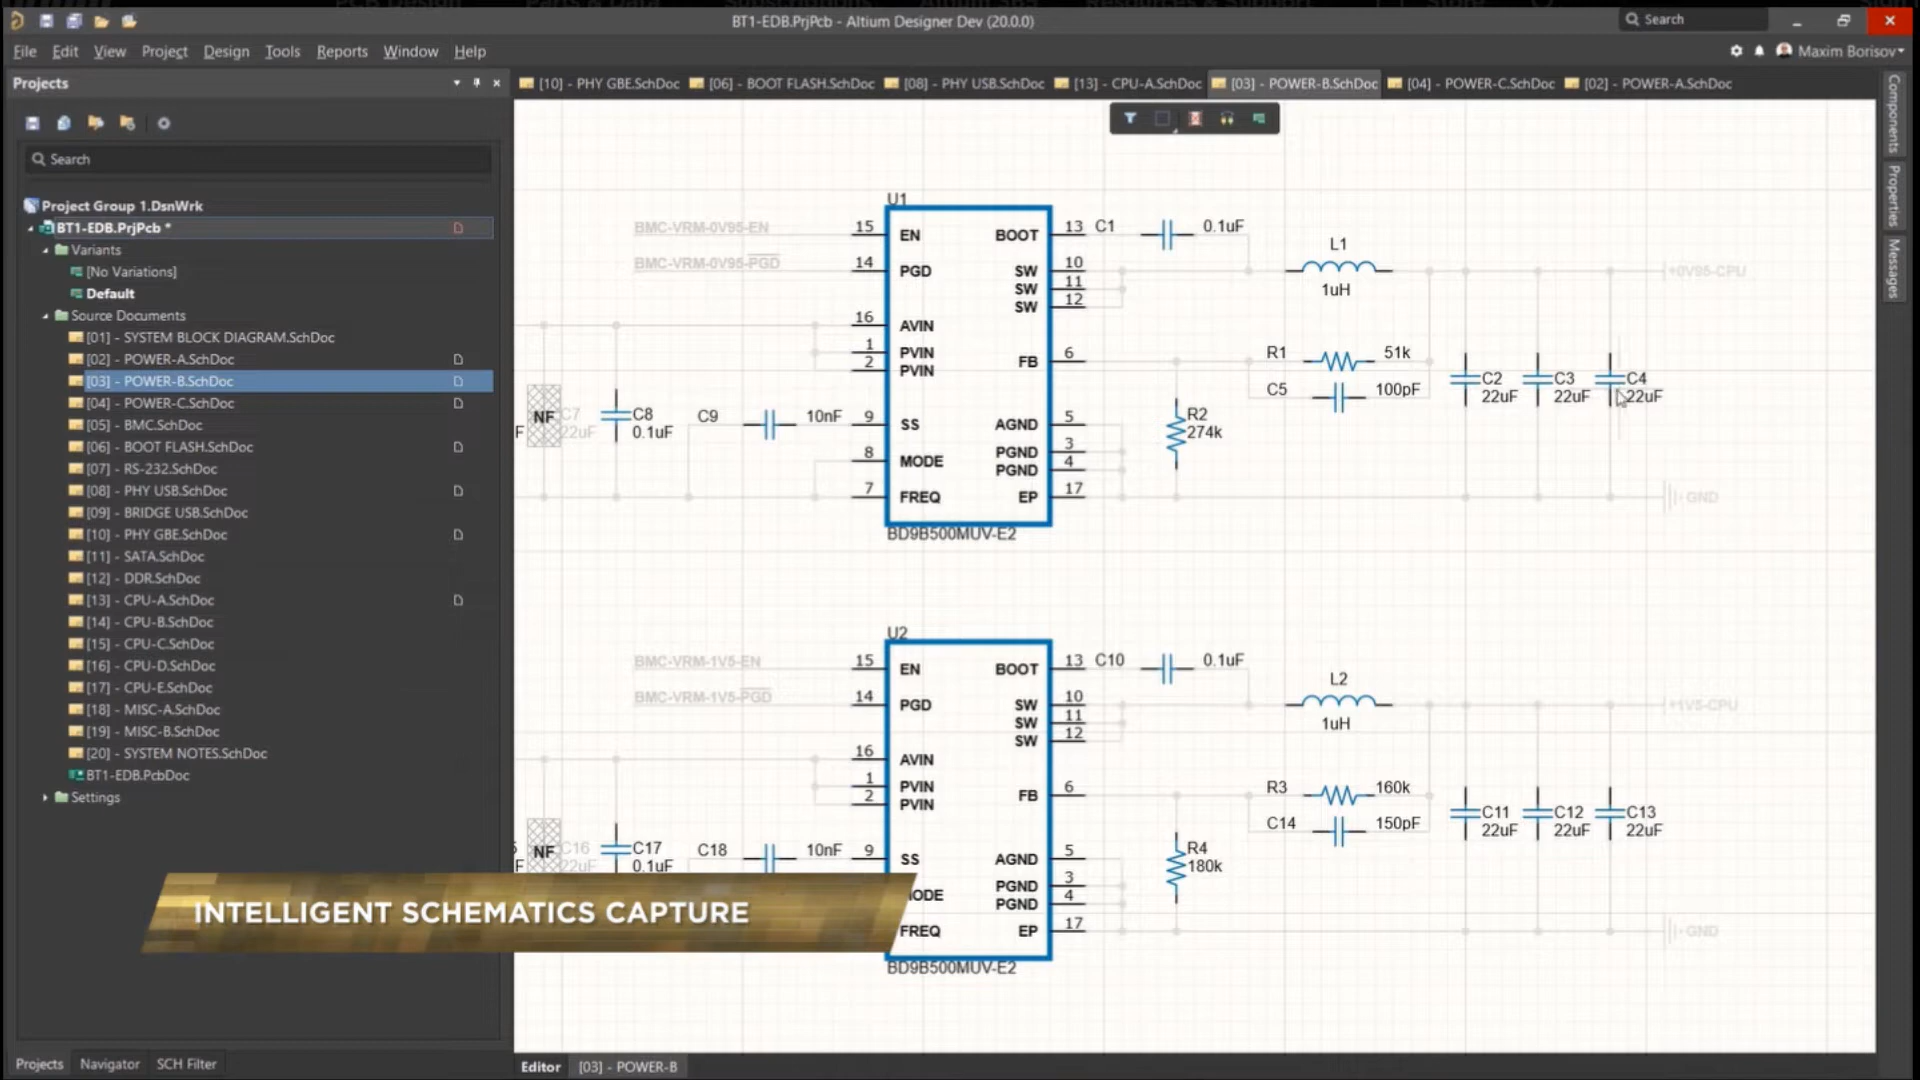 BT1-EDB.PrjPcb - Altium Designer Dev (20.0.0)
Search
File Edit View Project Design Tools Reports Window Help
Maxim Borisov
Projects
[10] - PHY GBE.SchDoc [06] - BOOT FLASH.SchDoc [08] - PHY USB.SchDoc [13] - CPU-A.SchDoc [03] - POWER-B.SchDoc [04] - POWER-C.SchDoc [02] - POWER-A.SchDoc
Search
Project Group 1.DsnWrk
BT1-EDB.PrjPcb *
Variants
[No Variations]
Default
Source Documents
[01] - SYSTEM BLOCK DIAGRAM.SchDoc
[02] - POWER-A.SchDoc
[03] - POWER-B.SchDoc
[04] - POWER-C.SchDoc
[05] - BMC.SchDoc
[06] - BOOT FLASH.SchDoc
[07] - RS-232.SchDoc
[08] - PHY USB.SchDoc
[09] - BRIDGE USB.SchDoc
[10] - PHY GBE.SchDoc
[11] - SATA.SchDoc
[12] - DDR.SchDoc
[13] - CPU-A.SchDoc
[14] - CPU-B.SchDoc
[15] - CPU-C.SchDoc
[16] - CPU-D.SchDoc
[17] - CPU-E.SchDoc
[18] - MISC-A.SchDoc
[19] - MISC-B.SchDoc
[20] - SYSTEM NOTES.SchDoc
BT1-EDB.PcbDoc
Settings
U1
BMC-VRM-0V95-EN 15 EN BOOT 13 C1 0.1uF
BMC-VRM-0V95-PGD 14 PGD SW 10
L1
SW 11
1uH
SW 12
+0V95-CPU
16 AVIN
1 PVIN
2 PVIN
FB 6
R1 51k
C5 100pF
C2 22uF
C3 22uF
C4 22uF
NF
C7 22uF
F
C8 0.1uF
C9 10nF 9 SS
AGND 5
R2 274k
PGND 3
PGND 4
8 MODE
7 FREQ
EP 17
GND
BD9B500MUV-E2
U2
BMC-VRM-1V5-EN 15 EN BOOT 13 C10 0.1uF
BMC-VRM-1V5-PGD 14 PGD SW 10
L2
SW 11
1uH
SW 12
+1V5-CPU
16 AVIN
1 PVIN
2 PVIN
FB 6
R3 160k
C14 150pF
C11 22uF
C12 22uF
C13 22uF
NF
C16 22uF
F
C17 0.1uF
C18 10nF 9 SS
AGND 5
R4 180k
PGND 3
PGND 4
ODE
FREQ
EP 17
GND
BD9B500MUV-E2
INTELLIGENT SCHEMATICS CAPTURE
Components
Properties
Messages
Projects Navigator SCH Filter
Editor [03] - POWER-B